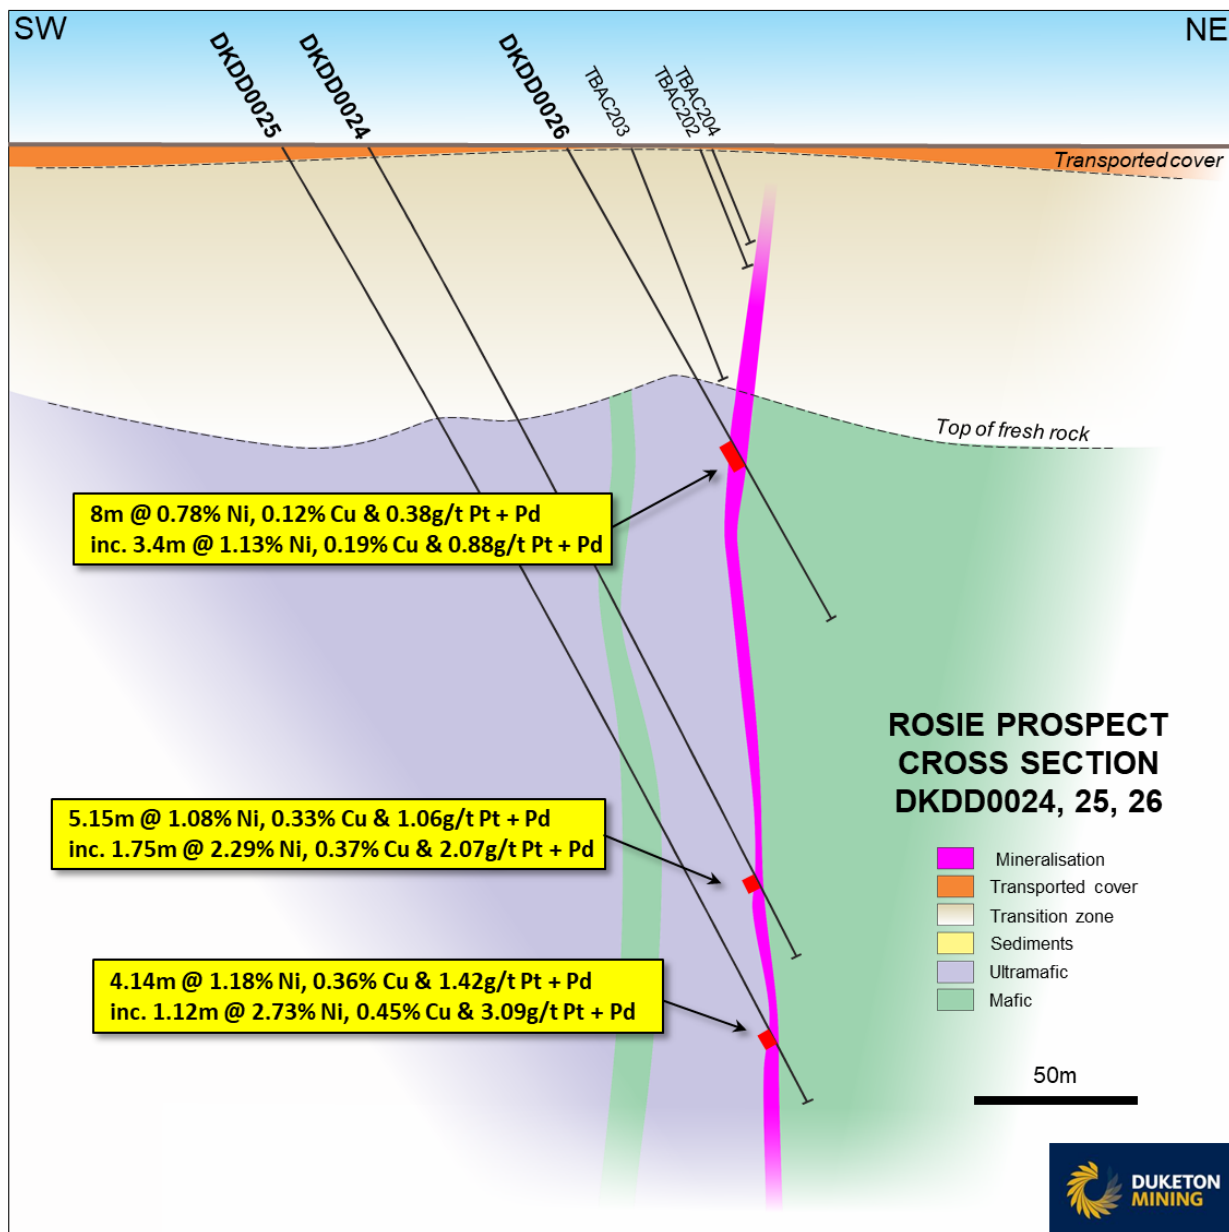 SW
NE
DKDD0025
DKDD0024
DKDD0026
TBAC203
TBAC202
TBAC204
Transported cover
Top of fresh rock
8m @ 0.78% Ni, 0.12% Cu & 0.38g/t Pt + Pd
inc. 3.4m @ 1.13% Ni, 0.19% Cu & 0.88g/t Pt + Pd
5.15m @ 1.08% Ni, 0.33% Cu & 1.06g/t Pt + Pd
inc. 1.75m @ 2.29% Ni, 0.37% Cu & 2.07g/t Pt + Pd
4.14m @ 1.18% Ni, 0.36% Cu & 1.42g/t Pt + Pd
inc. 1.12m @ 2.73% Ni, 0.45% Cu & 3.09g/t Pt + Pd
ROSIE PROSPECT
CROSS SECTION
DKDD0024, 25, 26
Mineralisation
Transported cover
Transition zone
Sediments
Ultramafic
Mafic
50m
DUKETON
MINING